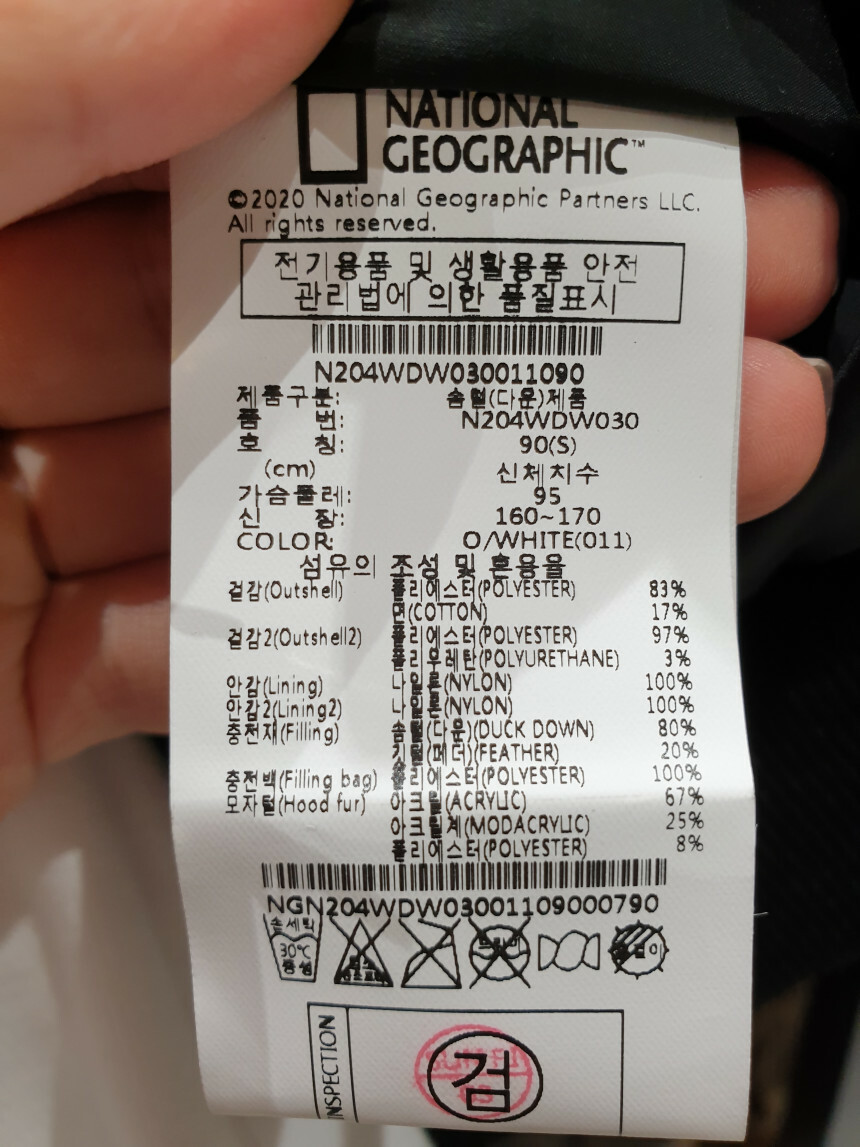 NATIONAL
GEOGRAPHIC™
©2020 National Geographic Partners LLC.
All rights reserved.
전기용품 및 생활용품 안전
관리법에 의한 품질표시
N204WDW030011090
제품구분: 솜털(다운)제품
품 번: N204WDW030
호 칭: 90(S)
(cm) 신체치수
가슴둘레: 95
신 장: 160~170
COLOR: O/WHITE(011)
섬유의 조성 및 혼용율
겉감(Outshell) 폴리에스터(POLYESTER) 83%
면(COTTON) 17%
겉감2(Outshell2) 폴리에스터(POLYESTER) 97%
폴리우레탄(POLYURETHANE) 3%
안감(Lining) 나일론(NYLON) 100%
안감2(Lining2) 나일론(NYLON) 100%
충전재(Filling) 솜털(다운)(DUCK DOWN) 80%
깃털(페더)(FEATHER) 20%
충전백(Filling bag) 폴리에스터(POLYESTER) 100%
모자털(Hood fur) 아크릴(ACRYLIC) 67%
아크릴계(MODACRYLIC) 25%
폴리에스터(POLYESTER) 8%
NGN204WDW03001109000790
손세탁
30℃
중성
드라이
INSPECTION
검